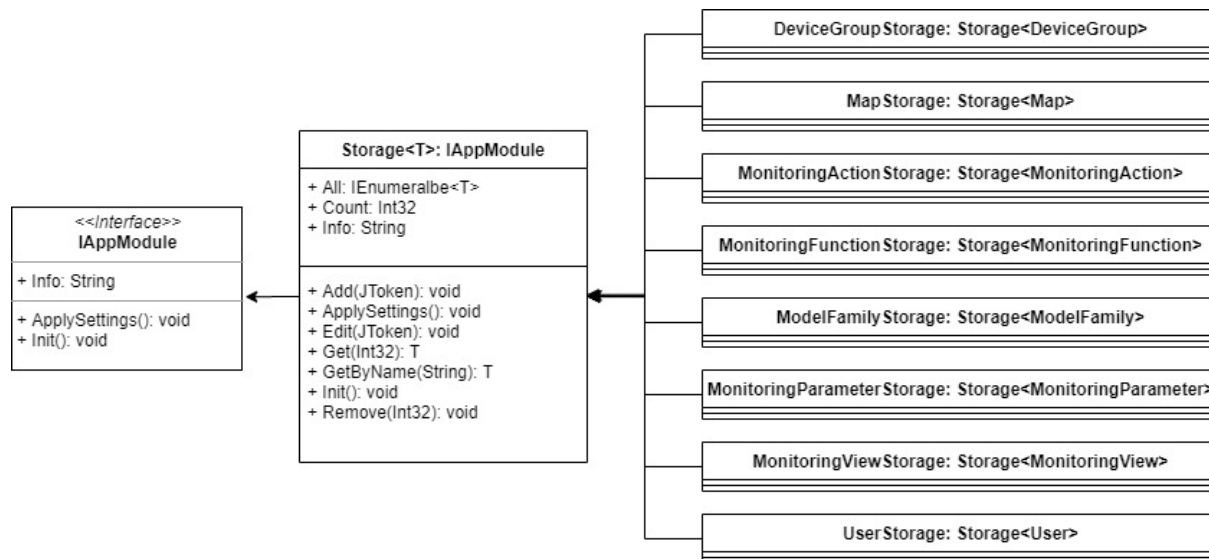 <<Interface>>
IAppModule
+ Info: String
+ ApplySettings(): void
+ Init(): void
Storage<T>: IAppModule
+ All: IEnumeralbe<T>
+ Count: Int32
+ Info: String
+ Add(JToken): void
+ ApplySettings(): void
+ Edit(JToken): void
+ Get(Int32): T
+ GetByName(String): T
+ Init(): void
+ Remove(Int32): void
DeviceGroupStorage: Storage<DeviceGroup>
MapStorage: Storage<Map>
MonitoringActionStorage: Storage<MonitoringAction>
MonitoringFunctionStorage: Storage<MonitoringFunction>
ModelFamilyStorage: Storage<ModelFamily>
MonitoringParameterStorage: Storage<MonitoringParameter>
MonitoringViewStorage: Storage<MonitoringView>
UserStorage: Storage<User>